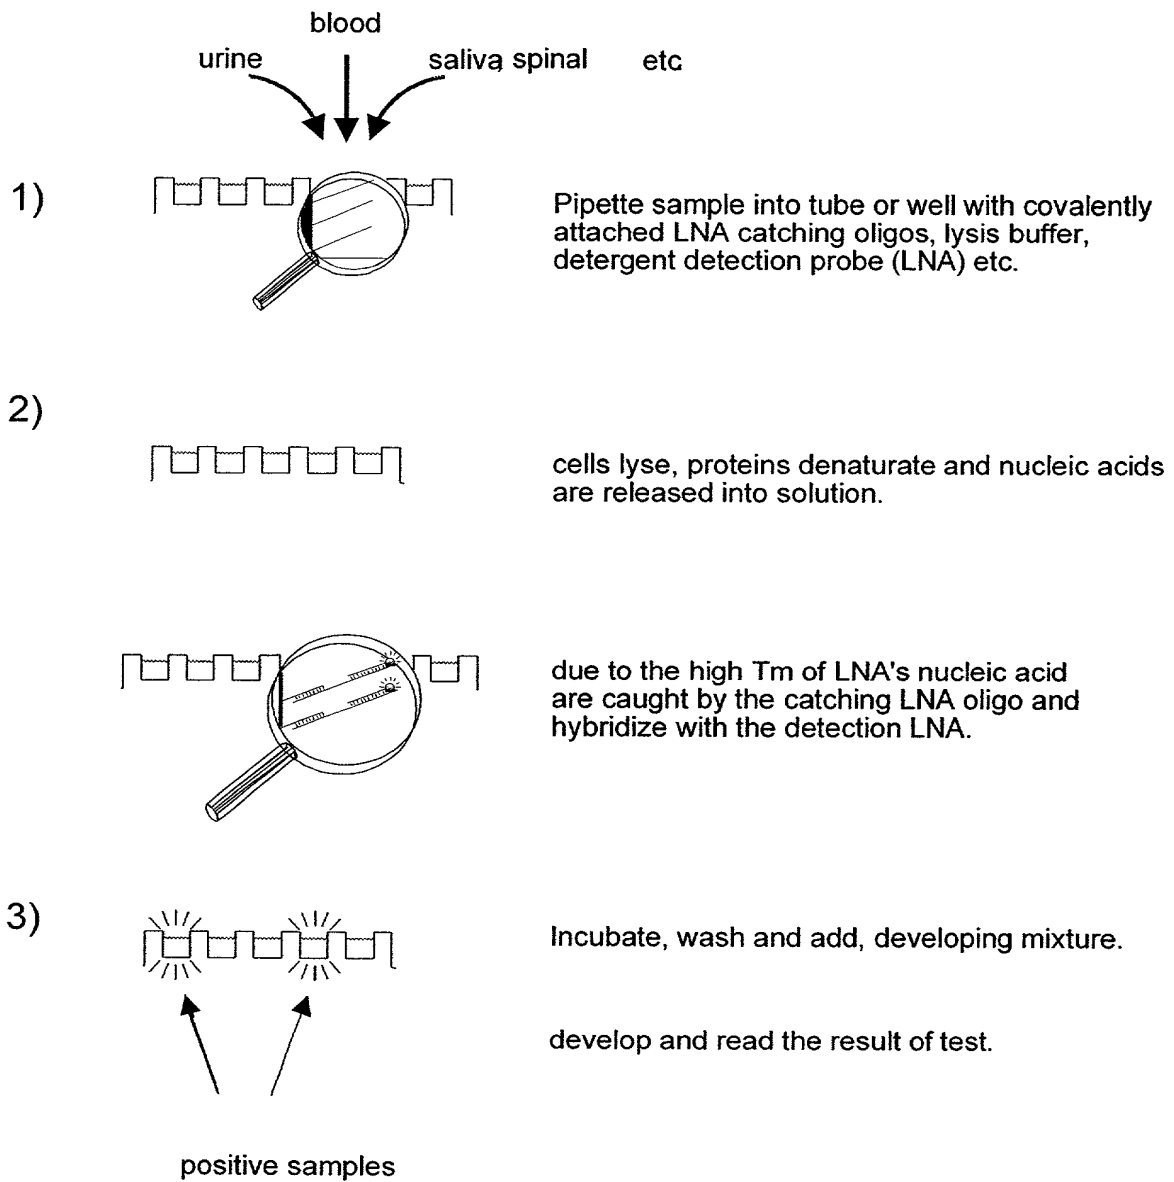 blood
urine
saliva, spinal etc
1)
Pipette sample into tube or well with covalently
attached LNA catching oligos, lysis buffer,
detergent detection probe (LNA) etc.
2)
cells lyse, proteins denaturate and nucleic acids
are released into solution.
due to the high Tm of LNA's nucleic acid
are caught by the catching LNA oligo and
hybridize with the detection LNA.
3)
Incubate, wash and add, developing mixture.
develop and read the result of test.
positive samples